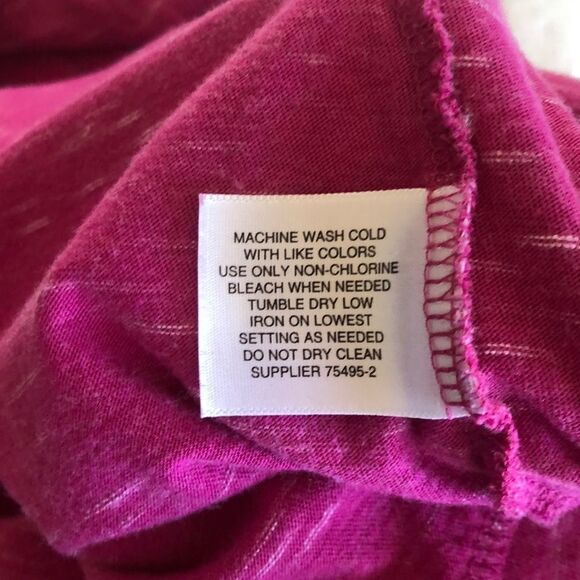 MACHINE WASH COLD
WITH LIKE COLORS
USE ONLY NON-CHLORINE
BLEACH WHEN NEEDED
TUMBLE DRY LOW
IRON ON LOWEST
SETTING AS NEEDED
DO NOT DRY CLEAN
SUPPLIER 75495-2